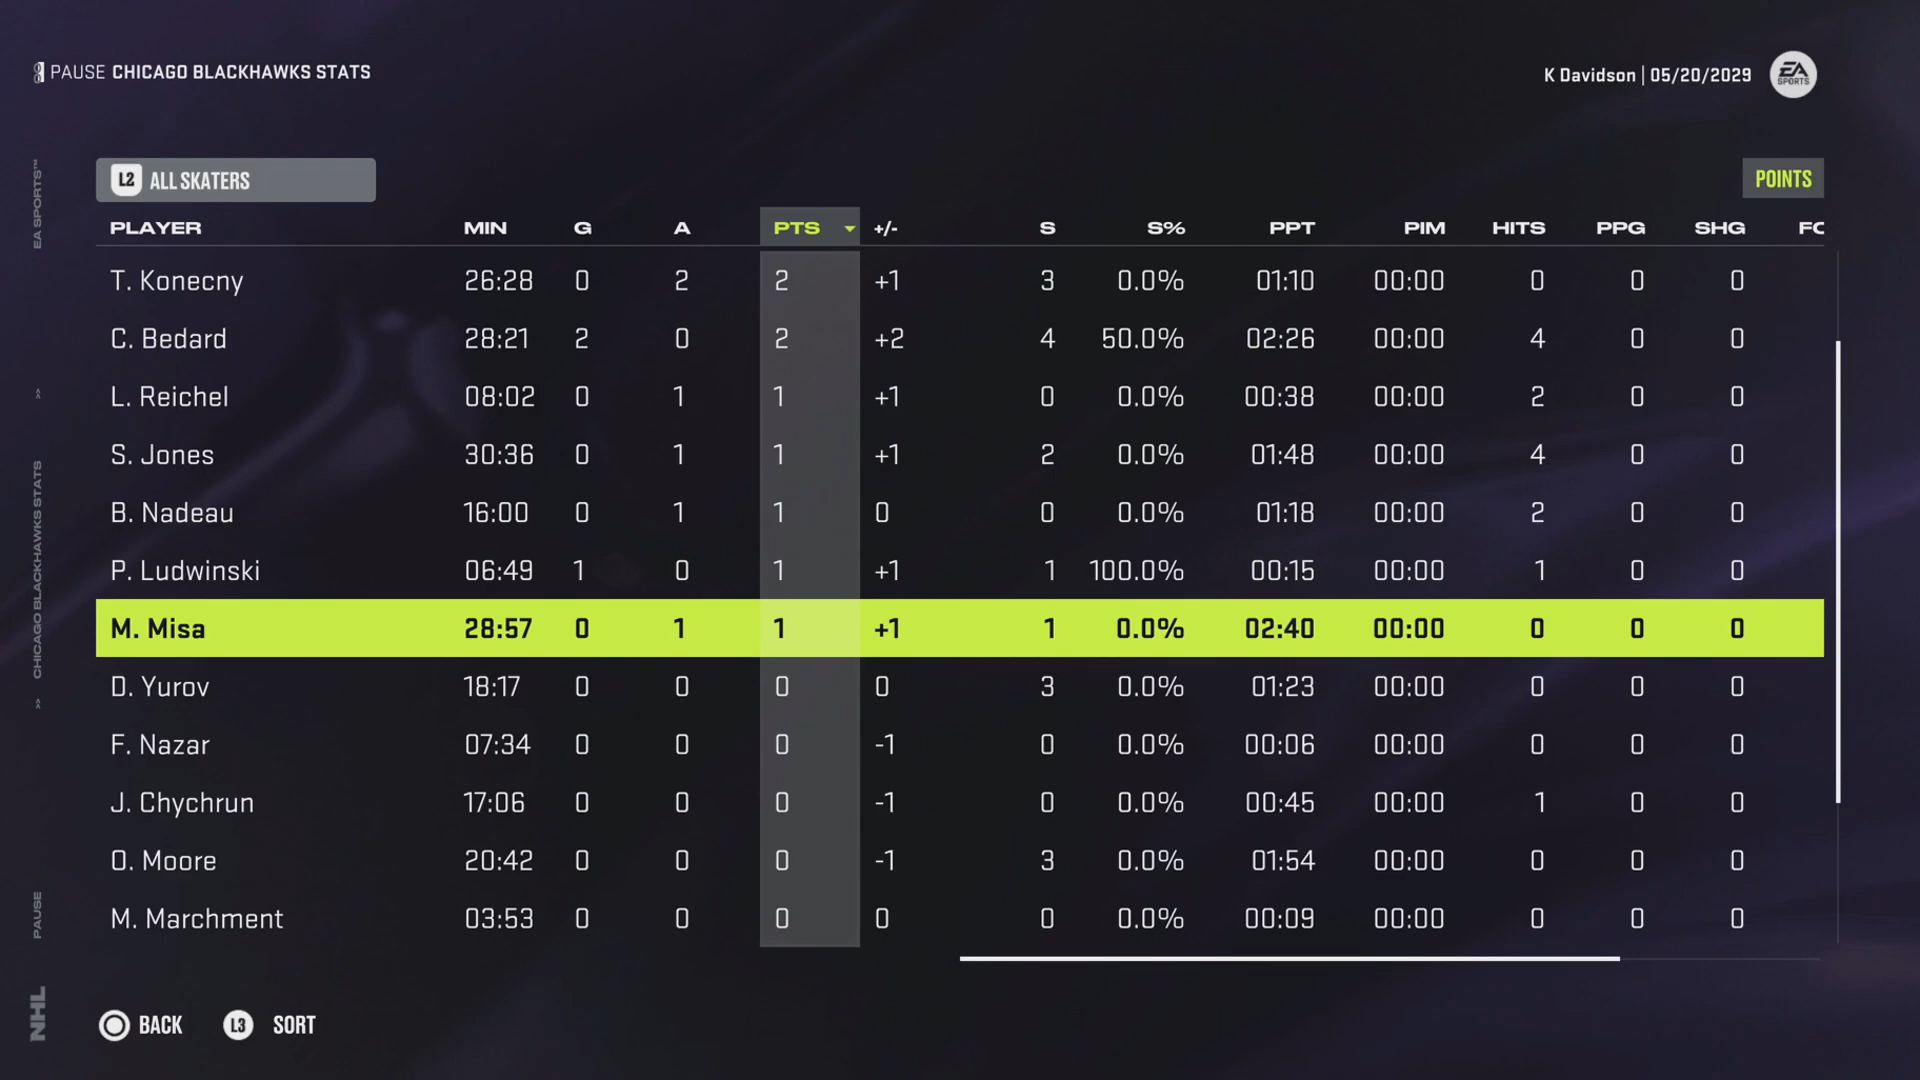 PAUSE CHICAGO BLACKHAWKS STATS
K Davidson | 05/20/2029
EA SPORTS
L2 ALL SKATERS
POINTS
PLAYER MIN G A PTS +/- S S% PPT PIM HITS PPG SHG
T. Konecny 26:28 0 2 2 +1 3 0.0% 01:10 00:00 0 0 0
C. Bedard 28:21 2 0 2 +2 4 50.0% 02:26 00:00 4 0 0
L. Reichel 08:02 0 1 1 +1 0 0.0% 00:38 00:00 2 0 0
S. Jones 30:36 0 1 1 +1 2 0.0% 01:48 00:00 4 0 0
B. Nadeau 16:00 0 1 1 0 0 0.0% 01:18 00:00 2 0 0
P. Ludwinski 06:49 1 0 1 +1 1 100.0% 00:15 00:00 1 0 0
M. Misa 28:57 0 1 1 +1 1 0.0% 02:40 00:00 0 0 0
D. Yurov 18:17 0 0 0 0 3 0.0% 01:23 00:00 0 0 0
F. Nazar 07:34 0 0 0 -1 0 0.0% 00:06 00:00 0 0 0
J. Chychrun 17:06 0 0 0 -1 0 0.0% 00:45 00:00 1 0 0
O. Moore 20:42 0 0 0 -1 3 0.0% 01:54 00:00 0 0 0
M. Marchment 03:53 0 0 0 0 0 0.0% 00:09 00:00 0 0 0
BACK L3 SORT
EA SPORTS™
CHICAGO BLACKHAWKS STATS
PAUSE
NHL